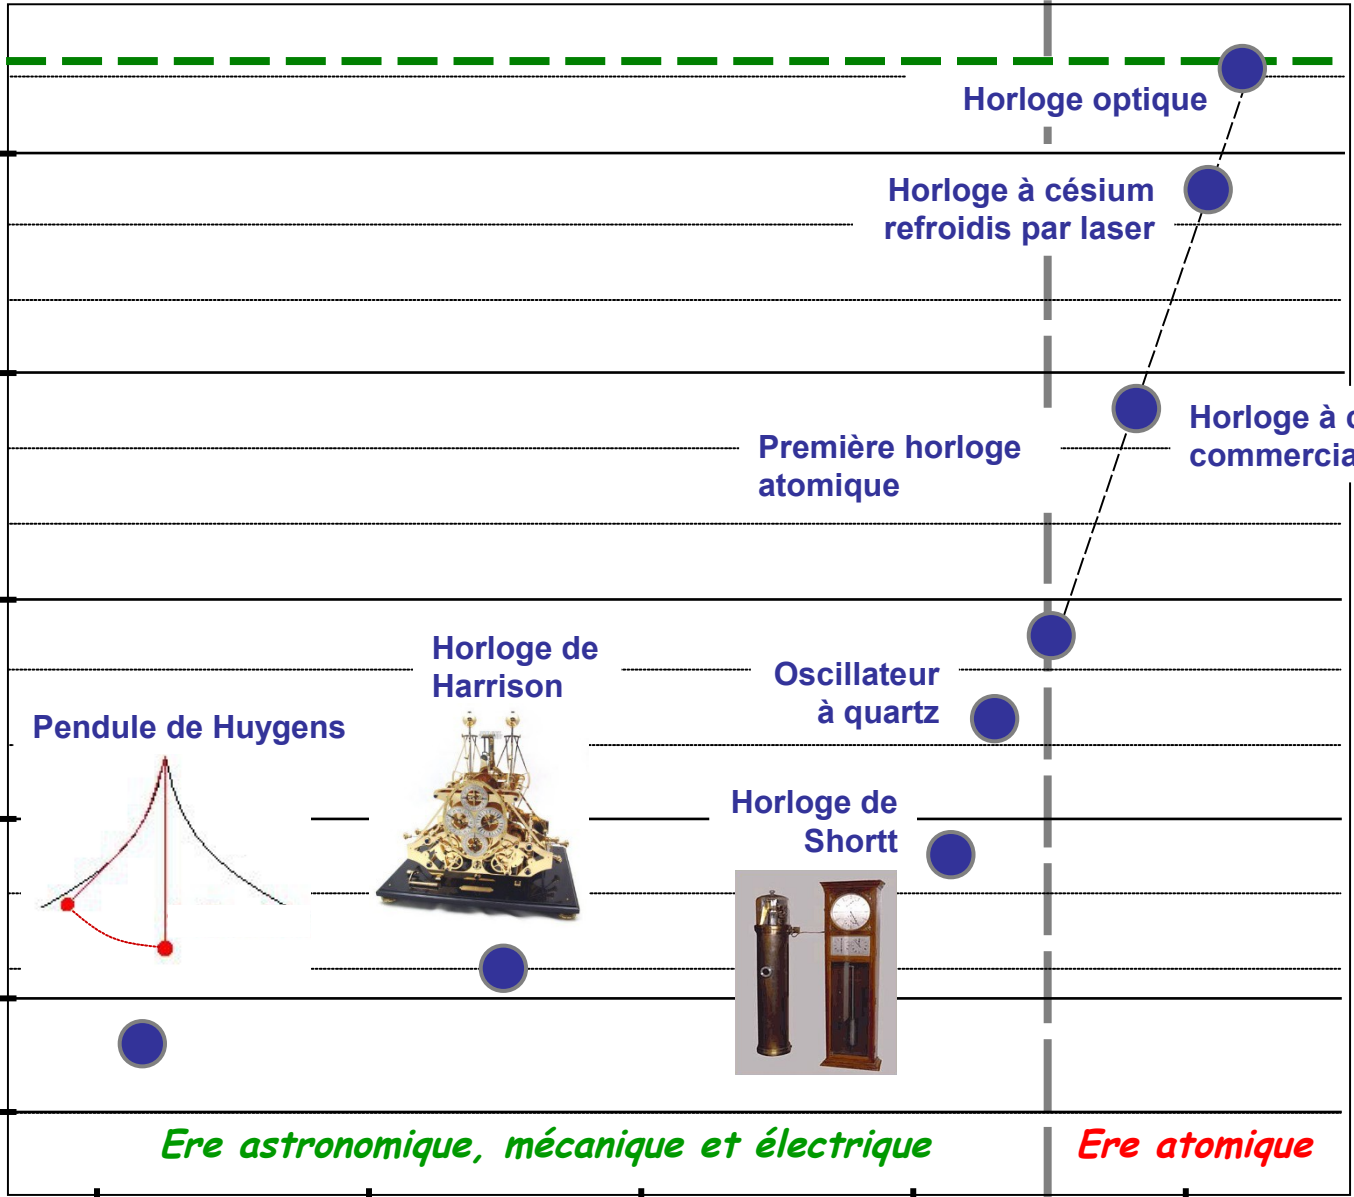 Horloge optique
Horloge à césium
refroidis par laser
Horloge à
commercia
Première horloge
atomique
Horloge de
Harrison
Oscillateur
à quartz
Pendule de Huygens
Horloge de
Shortt
Ere astronomique, mécanique et électrique
Ere atomique